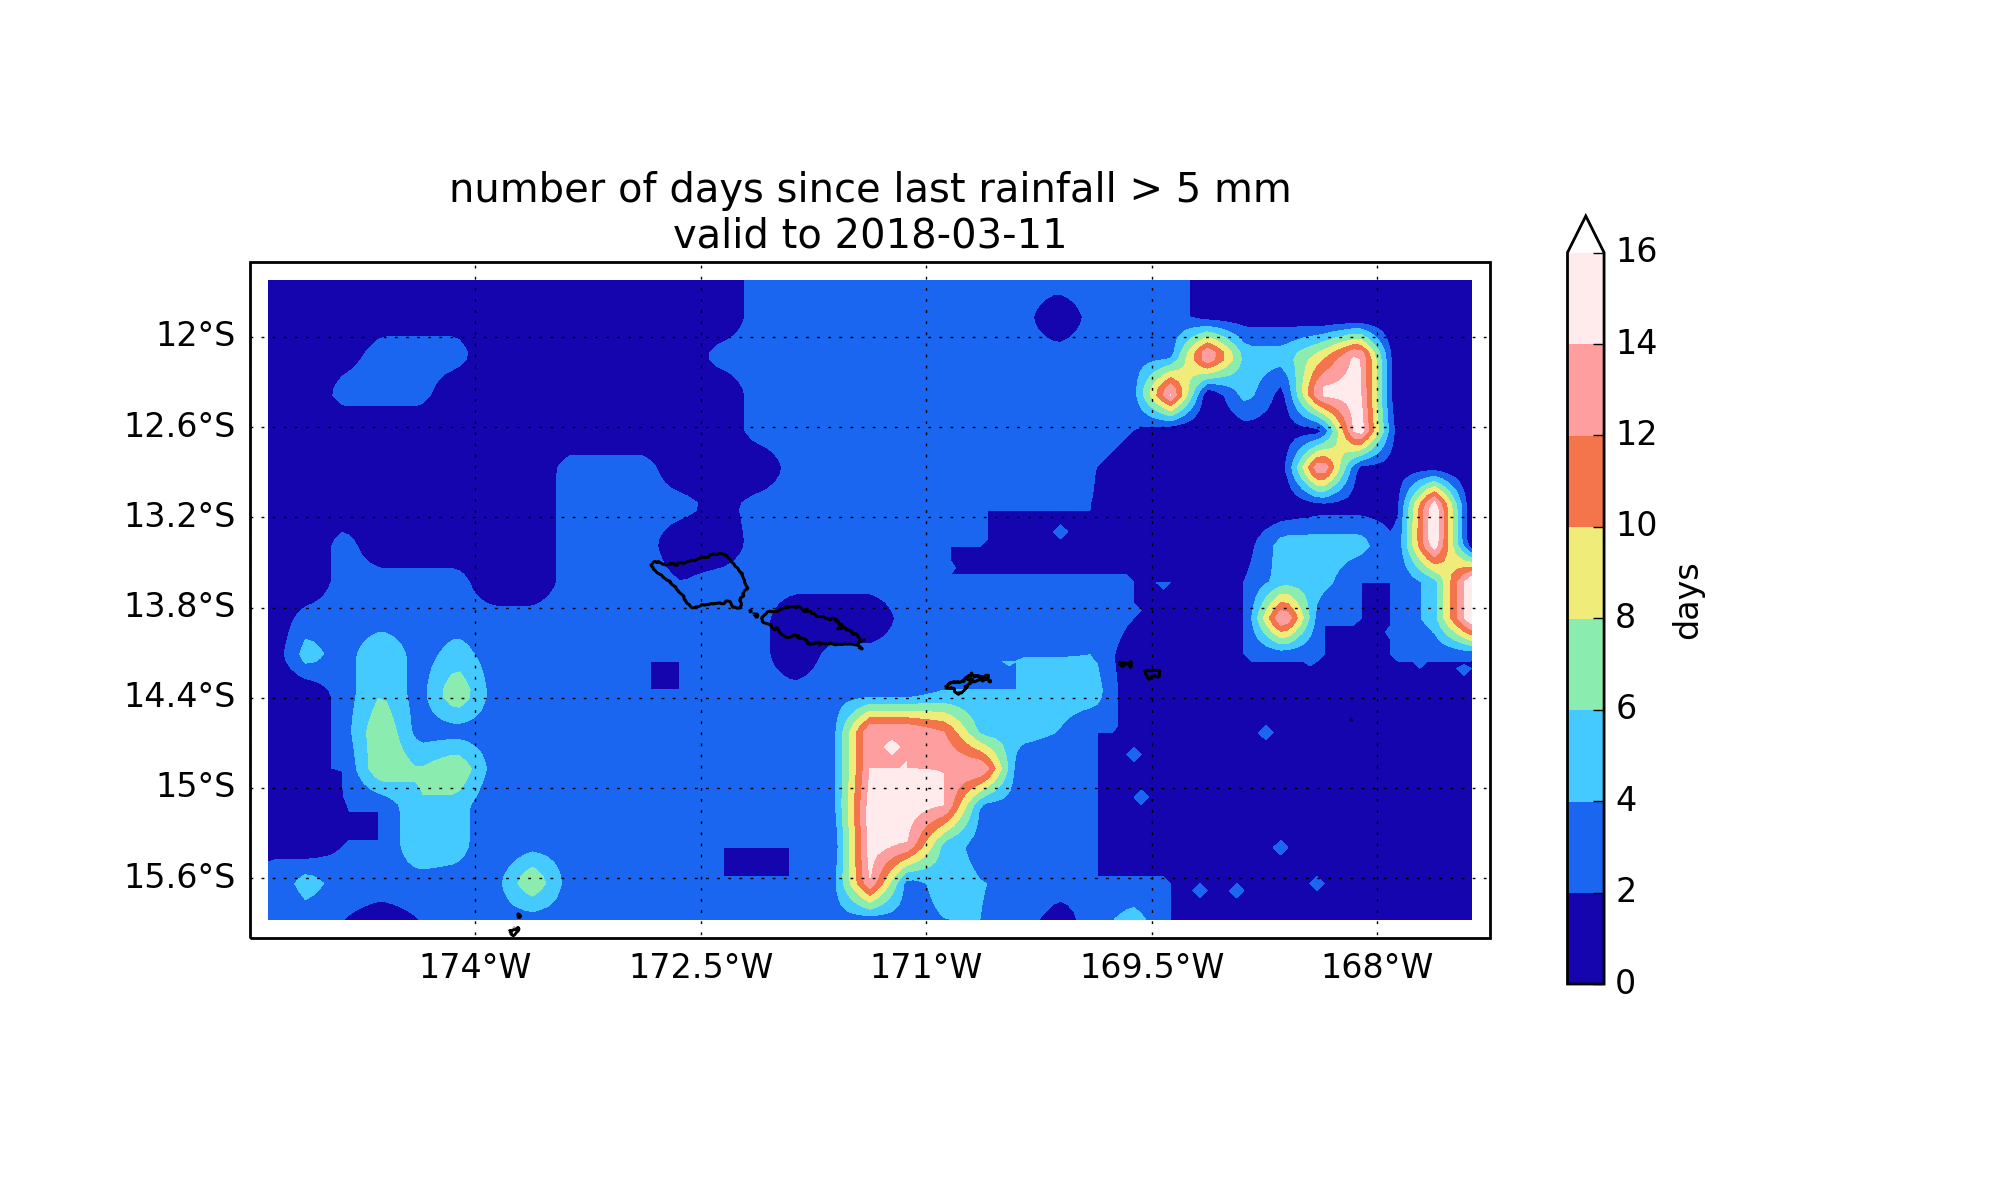 number of days since last rainfall > 5 mm
valid to 2018-03-11
12°S
12.6°S
13.2°S
13.8°S
14.4°S
15°S
15.6°S
174°W
172.5°W
171°W
169.5°W
168°W
16
14
12
10
8
6
4
2
0
days